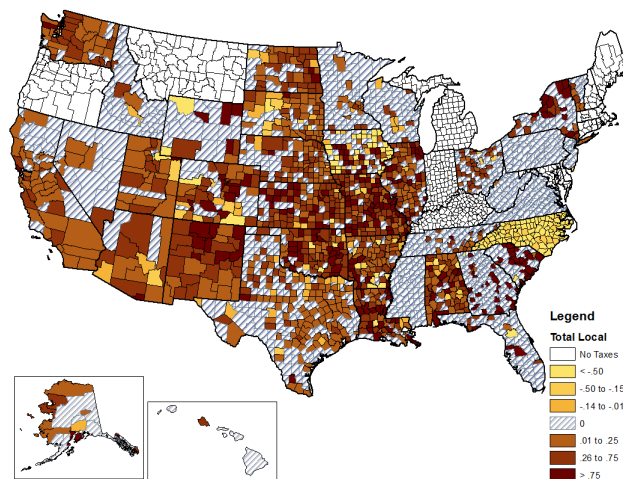 Legend
Total Local
No Taxes
< -.50
-.50 to -.15
-.14 to -.01
0
.01 to .25
.26 to .75
> .75